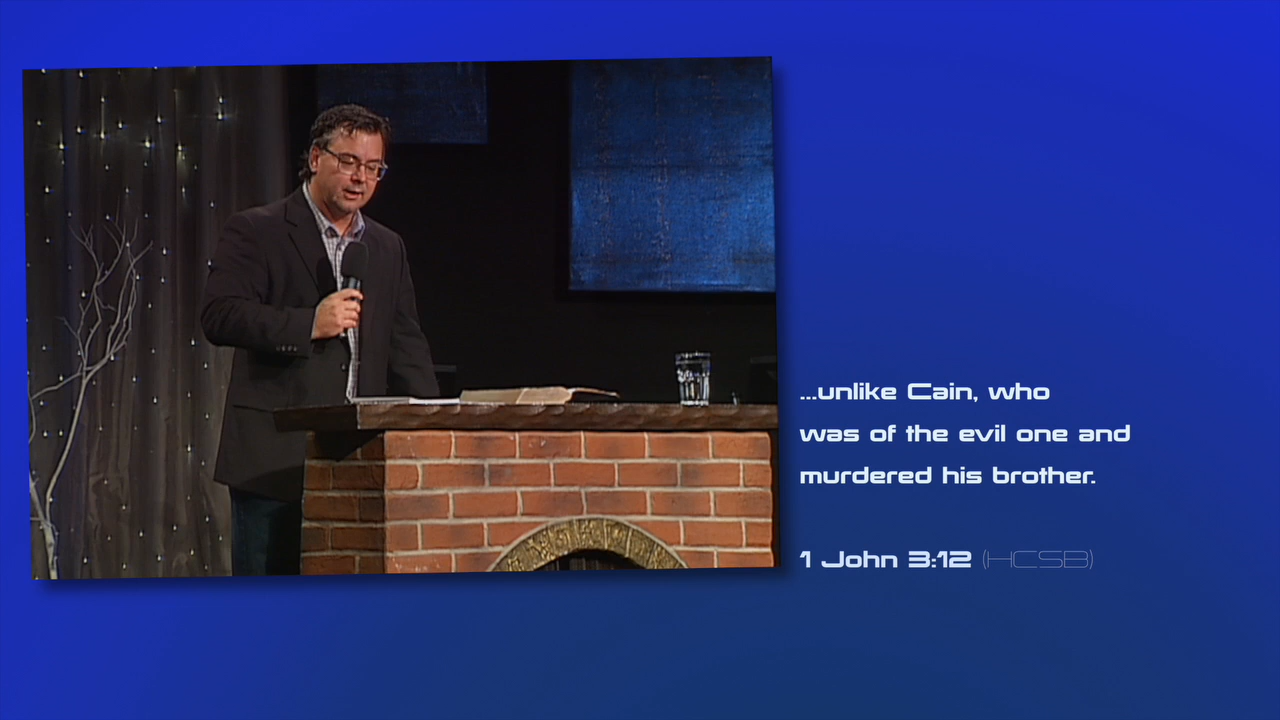 ...unlike Cain, who
was of the evil one and
murdered his brother.
1 John 3:12 (HCSB)